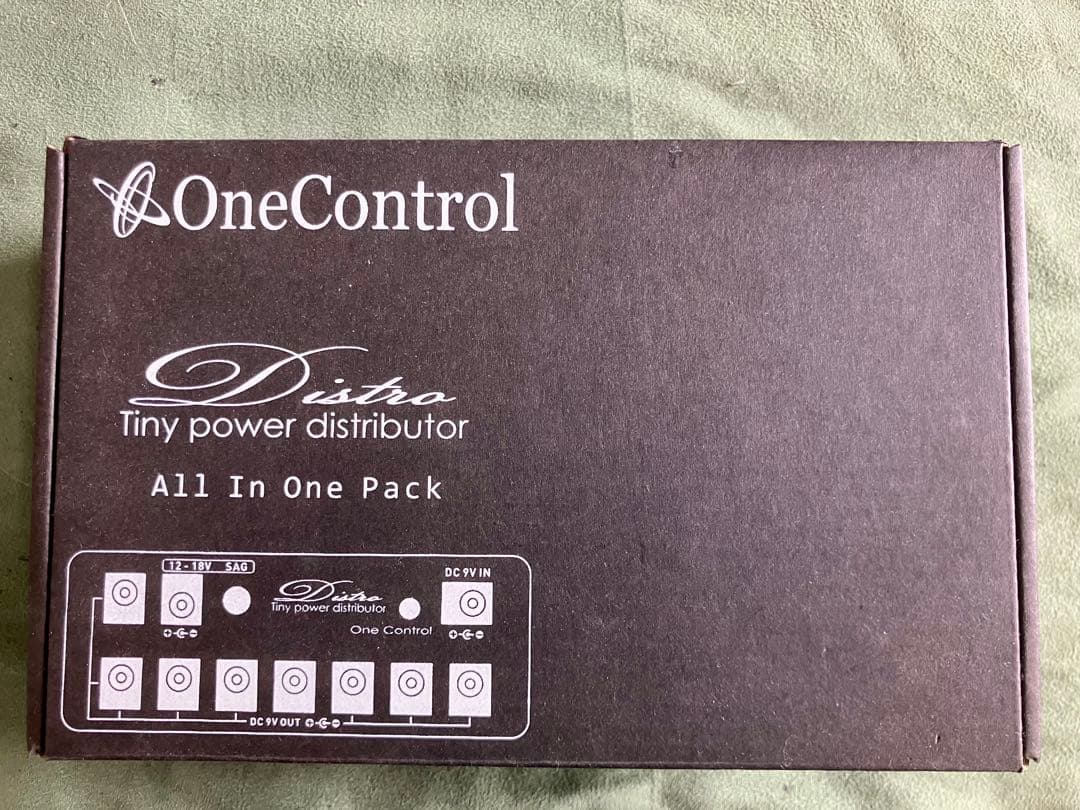 OneControl
Distro
Tiny power distributor
All In One Pack
12-18V SAG
DC 9V IN
Distro
Tiny power distributor
One Control
DC 9V OUT